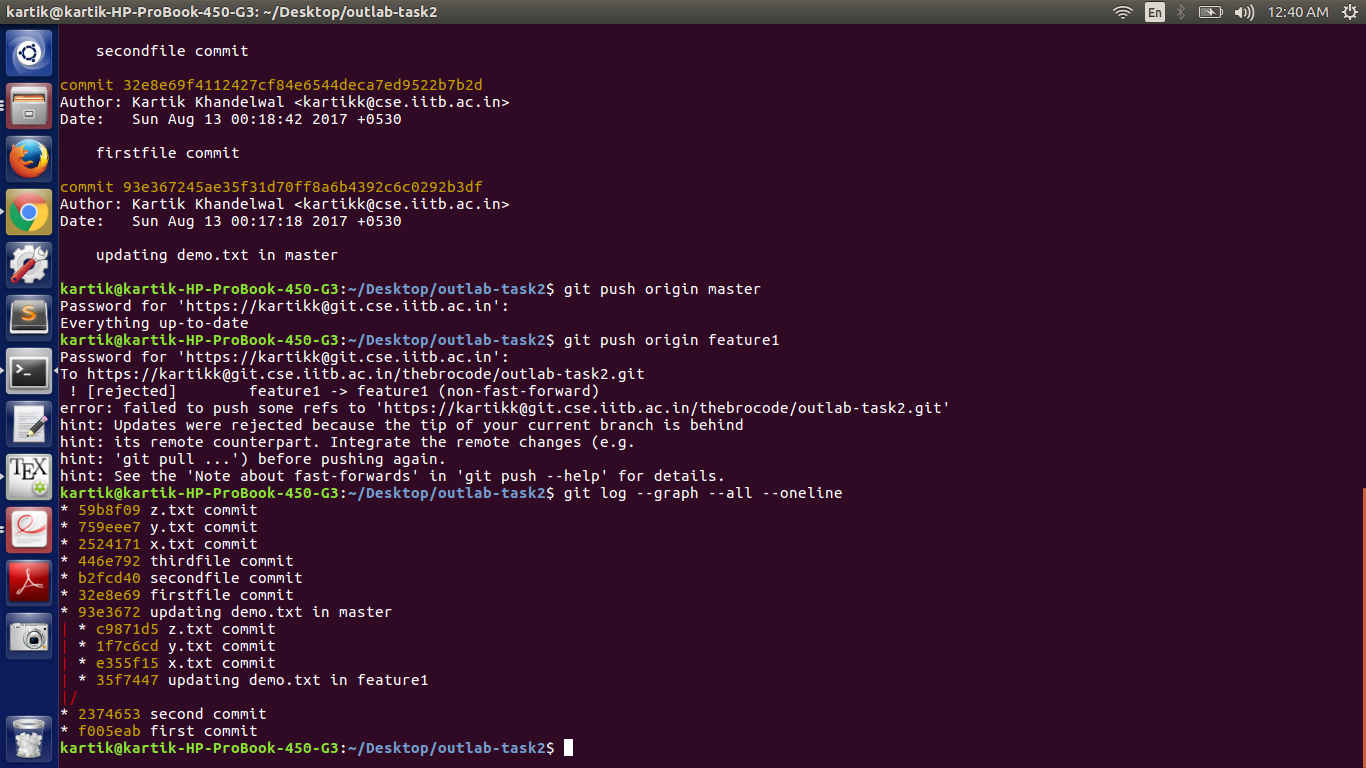 kartik@kartik-HP-ProBook-450-G3: ~/Desktop/outlab-task2 En 12:40 AM
secondfile commit
commit 32e8e69f4112427cf84e6544deca7ed9522b7b2d
Author: Kartik Khandelwal <kartikk@cse.iitb.ac.in>
Date:   Sun Aug 13 00:18:42 2017 +0530
firstfile commit
commit 93e367245ae35f31d70ff8a6b4392c6c0292b3df
Author: Kartik Khandelwal <kartikk@cse.iitb.ac.in>
Date:   Sun Aug 13 00:17:18 2017 +0530
updating demo.txt in master
kartik@kartik-HP-ProBook-450-G3:~/Desktop/outlab-task2$ git push origin master
Password for 'https://kartikk@git.cse.iitb.ac.in':
Everything up-to-date
kartik@kartik-HP-ProBook-450-G3:~/Desktop/outlab-task2$ git push origin feature1
Password for 'https://kartikk@git.cse.iitb.ac.in':
To https://kartikk@git.cse.iitb.ac.in/thebrocode/outlab-task2.git
 ! [rejected]        feature1 -> feature1 (non-fast-forward)
error: failed to push some refs to 'https://kartikk@git.cse.iitb.ac.in/thebrocode/outlab-task2.git'
hint: Updates were rejected because the tip of your current branch is behind
hint: its remote counterpart. Integrate the remote changes (e.g.
hint: 'git pull ...') before pushing again.
hint: See the 'Note about fast-forwards' in 'git push --help' for details.
kartik@kartik-HP-ProBook-450-G3:~/Desktop/outlab-task2$ git log --graph --all --oneline
* 59b8f09 z.txt commit
* 759eee7 y.txt commit
* 2524171 x.txt commit
* 446e792 thirdfile commit
* b2fcd40 secondfile commit
* 32e8e69 firstfile commit
* 93e3672 updating demo.txt in master
| * c9871d5 z.txt commit
| * 1f7c6cd y.txt commit
| * e355f15 x.txt commit
| * 35f7447 updating demo.txt in feature1
|/
* 2374653 second commit
* f005eab first commit
kartik@kartik-HP-ProBook-450-G3:~/Desktop/outlab-task2$
TEX